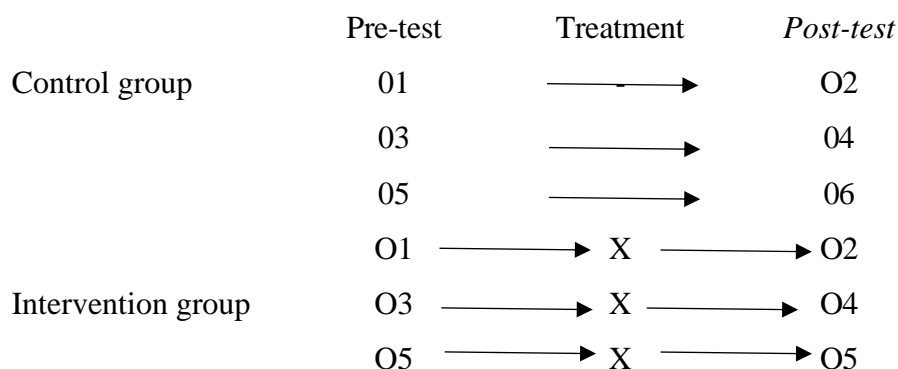 Pre-test Treatment Post-test
Control group 01 - O2
03 04
05 06
O1 X O2
Intervention group O3 X O4
O5 X O5